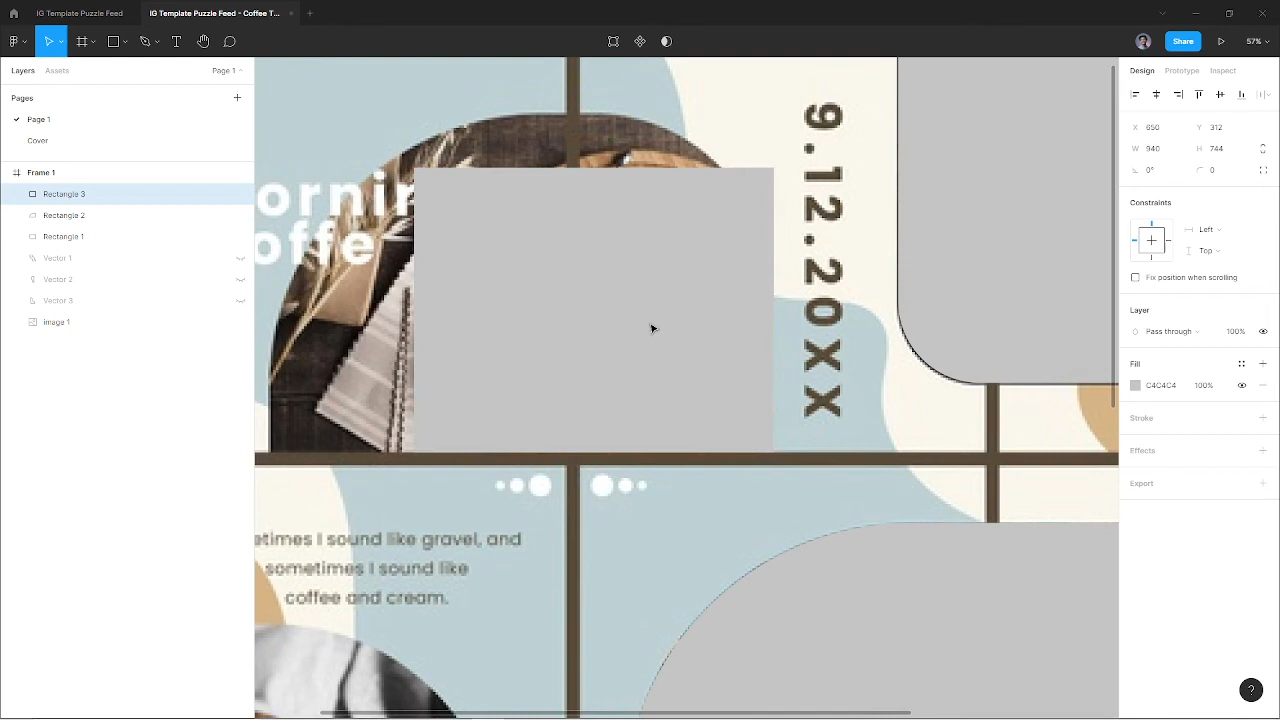 IG Template Puzzle Feed
IG Template Puzzle Feed - Coffee T...
Share
57%
Layers
Assets
Page 1
Pages
Page 1
Cover
Frame 1
Rectangle 3
Rectangle 2
Rectangle 1
Vector 1
Vector 2
Vector 3
image 1
ornin
offe
9.12.20XX
etimes I sound like gravel, and
sometimes I sound like
coffee and cream.
Design
Prototype
Inspect
X 650
Y 312
W 940
H 744
0°
0
Constraints
Left
Top
Fix position when scrolling
Layer
Pass through
100%
Fill
C4C4C4
100%
Stroke
Effects
Export
?